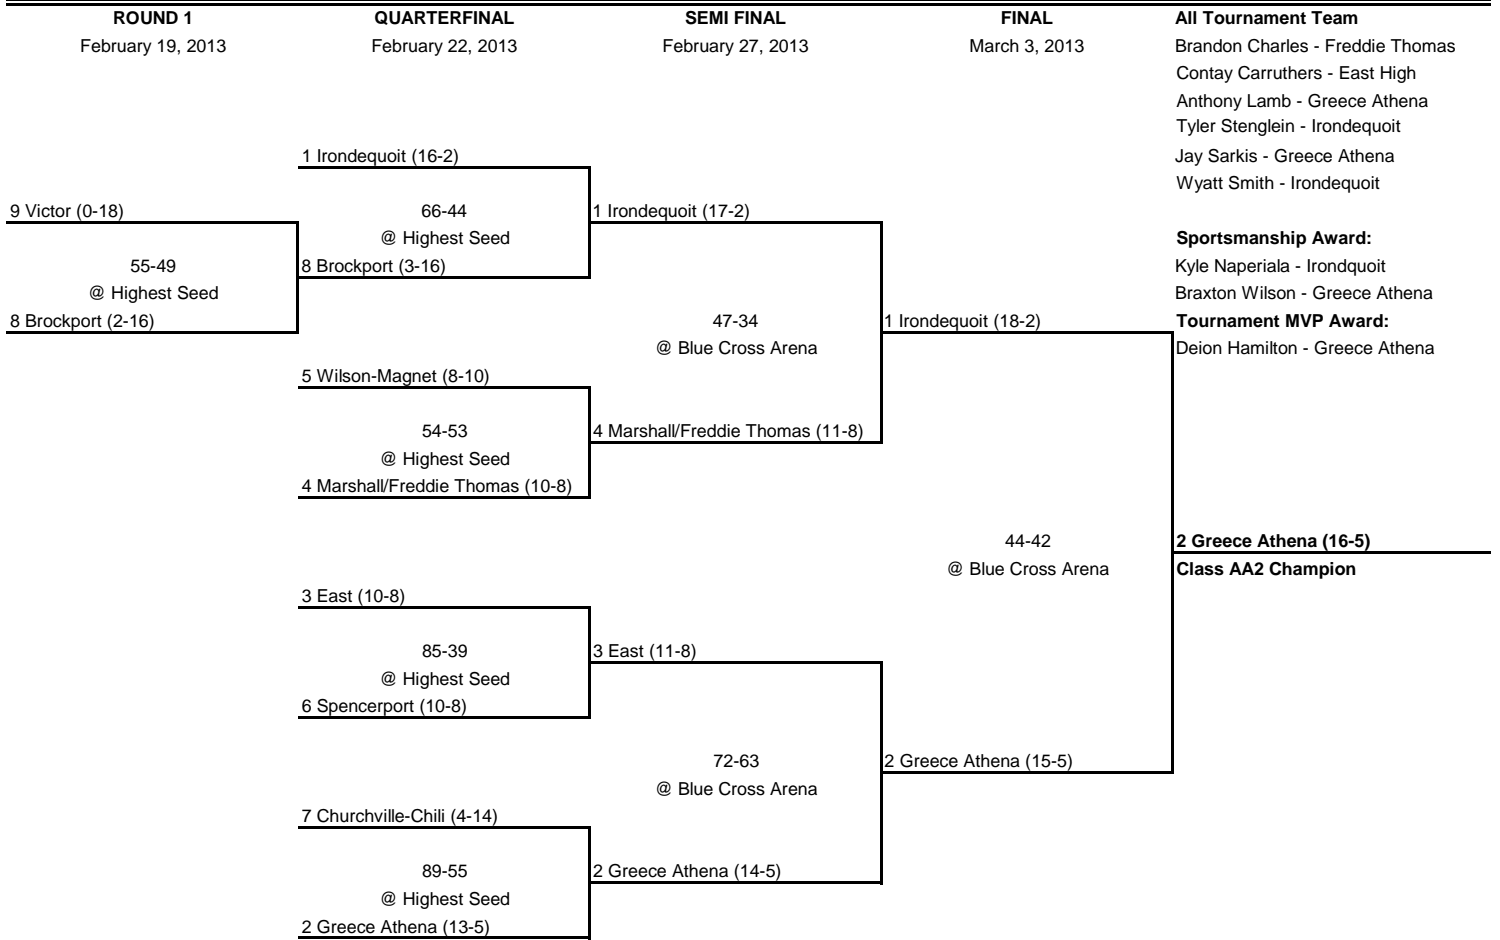 ROUND 1
February 19, 2013
9 Victor (0-18)
55-49
@ Highest Seed
8 Brockport (2-16)
QUARTERFINAL
February 22, 2013
1 Irondequoit (16-2)
66-44
@ Highest Seed
8 Brockport (3-16)
5 Wilson-Magnet (8-10)
54-53
@ Highest Seed
4 Marshall/Freddie Thomas (10-8)
3 East (10-8)
85-39
@ Highest Seed
6 Spencerport (10-8)
7 Churchville-Chili (4-14)
89-55
@ Highest Seed
2 Greece Athena (13-5)
SEMI FINAL
February 27, 2013
1 Irondequoit (17-2)
47-34
@ Blue Cross Arena
4 Marshall/Freddie Thomas (11-8)
3 East (11-8)
72-63
@ Blue Cross Arena
2 Greece Athena (14-5)
FINAL
March 3, 2013
1 Irondequoit (18-2)
44-42
@ Blue Cross Arena
2 Greece Athena (15-5)
All Tournament Team
Brandon Charles - Freddie Thomas
Contay Carruthers - East High
Anthony Lamb - Greece Athena
Tyler Stenglein - Irondequoit
Jay Sarkis - Greece Athena
Wyatt Smith - Irondequoit
Sportsmanship Award:
Kyle Naperiala - Irondquoit
Braxton Wilson - Greece Athena
Tournament MVP Award:
Deion Hamilton - Greece Athena
2 Greece Athena (16-5)
Class AA2 Champion